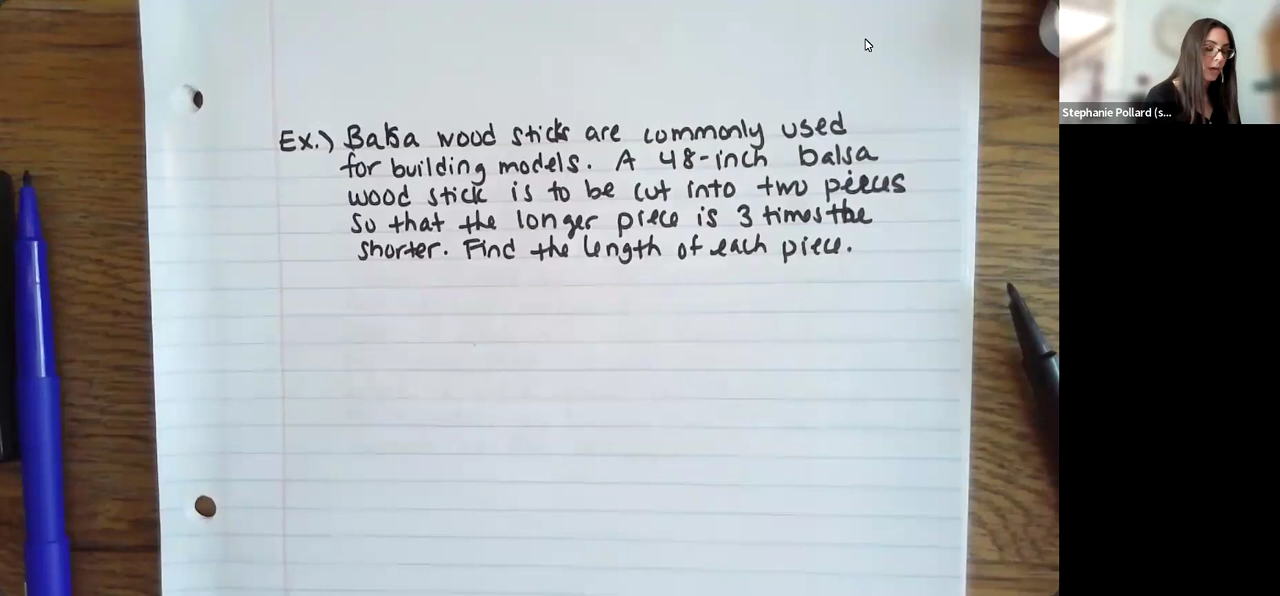 Ex.) Balsa wood sticks are commonly used
for building models. A 48-inch balsa
wood stick is to be cut into two pieces
so that the longer piece is 3 times the
shorter. Find the length of each piece.
Stephanie Pollard (s...